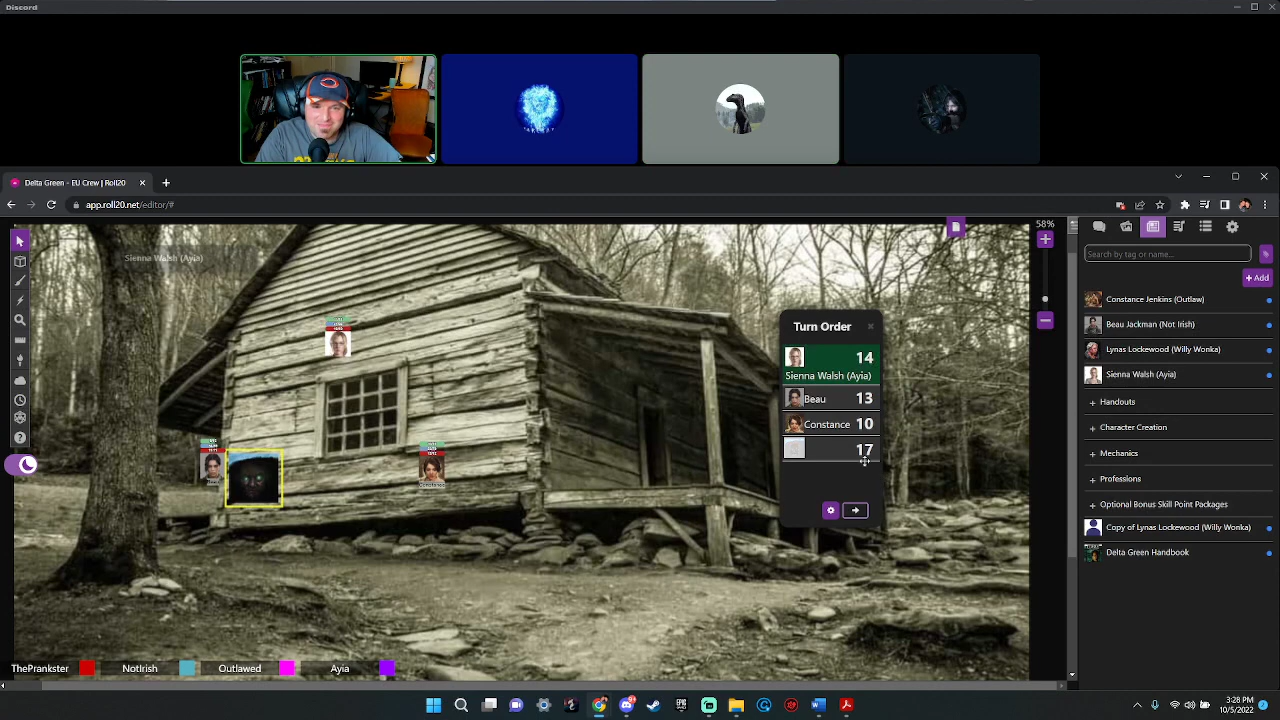 Discord
Delta Green - EU Crew | Roll20
app.roll20.net/editor/#
58%
Sienna Walsh (Ayia)
Search by tag or name...
+ Add
Constance Jenkins (Outlaw)
Beau Jackman (Not Irish)
Lynas Lockwood (Willy Wonka)
Sienna Walsh (Ayia)
+ Handouts
+ Character Creation
+ Mechanics
+ Professions
+ Optional Bonus Skill Point Packages
Copy of Lynas Lockwood (Willy Wonka)
Delta Green Handbook
Turn Order
14
Sienna Walsh (Ayia)
Beau 13
Constance 10
17
Constance
ThePrankster
NotIrish
Outlawed
Ayia
3:28 PM
10/5/2022